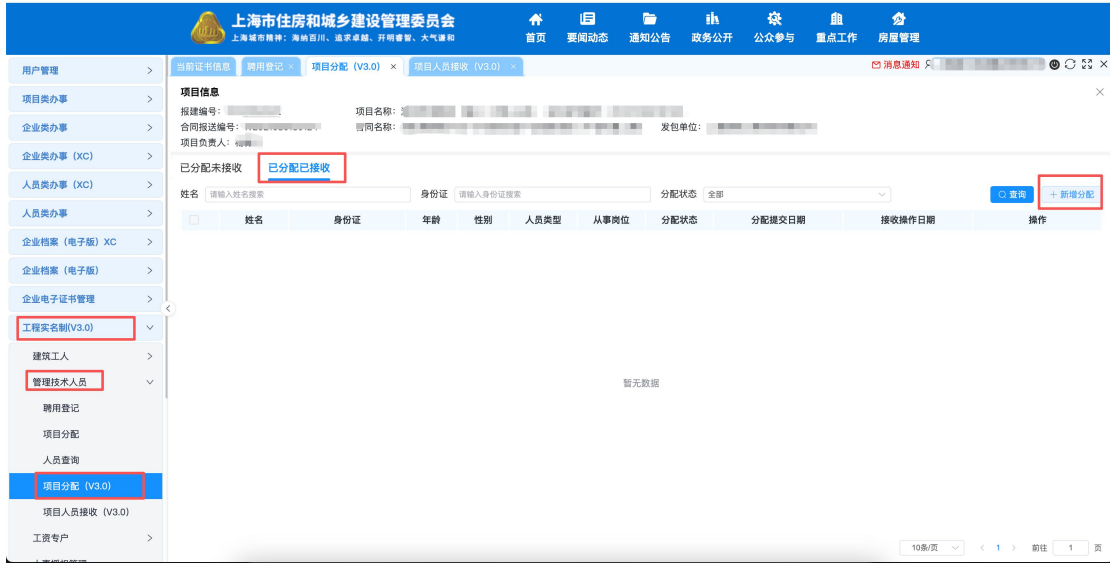 上海市住房和城乡建设管理委员会
上海城市精神：海纳百川、追求卓越、开明睿智、大气谦和
首页 要闻动态 通知公告 政务公开 公众参与 重点工作 房屋管理
用户管理
项目类办事
企业类办事
企业类办事（XC）
人员类办事（XC）
人员类办事
企业档案（电子版）XC
企业档案（电子版）
企业电子证书管理
工程实名制(V3.0)
建筑工人
管理技术人员
聘用登记
项目分配
人员查询
项目分配（V3.0）
项目人员接收（V3.0）
工资专户
当前证书信息 聘用登记 × 项目分配（V3.0） × 项目人员接收（V3.0） ×
消息通知
项目信息
报建编号： 项目名称：
合同报送编号： 合同名称： 发包单位：
项目负责人：
已分配未接收 已分配已接收
姓名 请输入姓名搜索 身份证 请输入身份证搜索 分配状态 全部 查询 + 新增分配
姓名 身份证 年龄 性别 人员类型 从事岗位 分配状态 分配提交日期 接收操作日期 操作
暂无数据
10条/页 < 1 > 前往 1 页